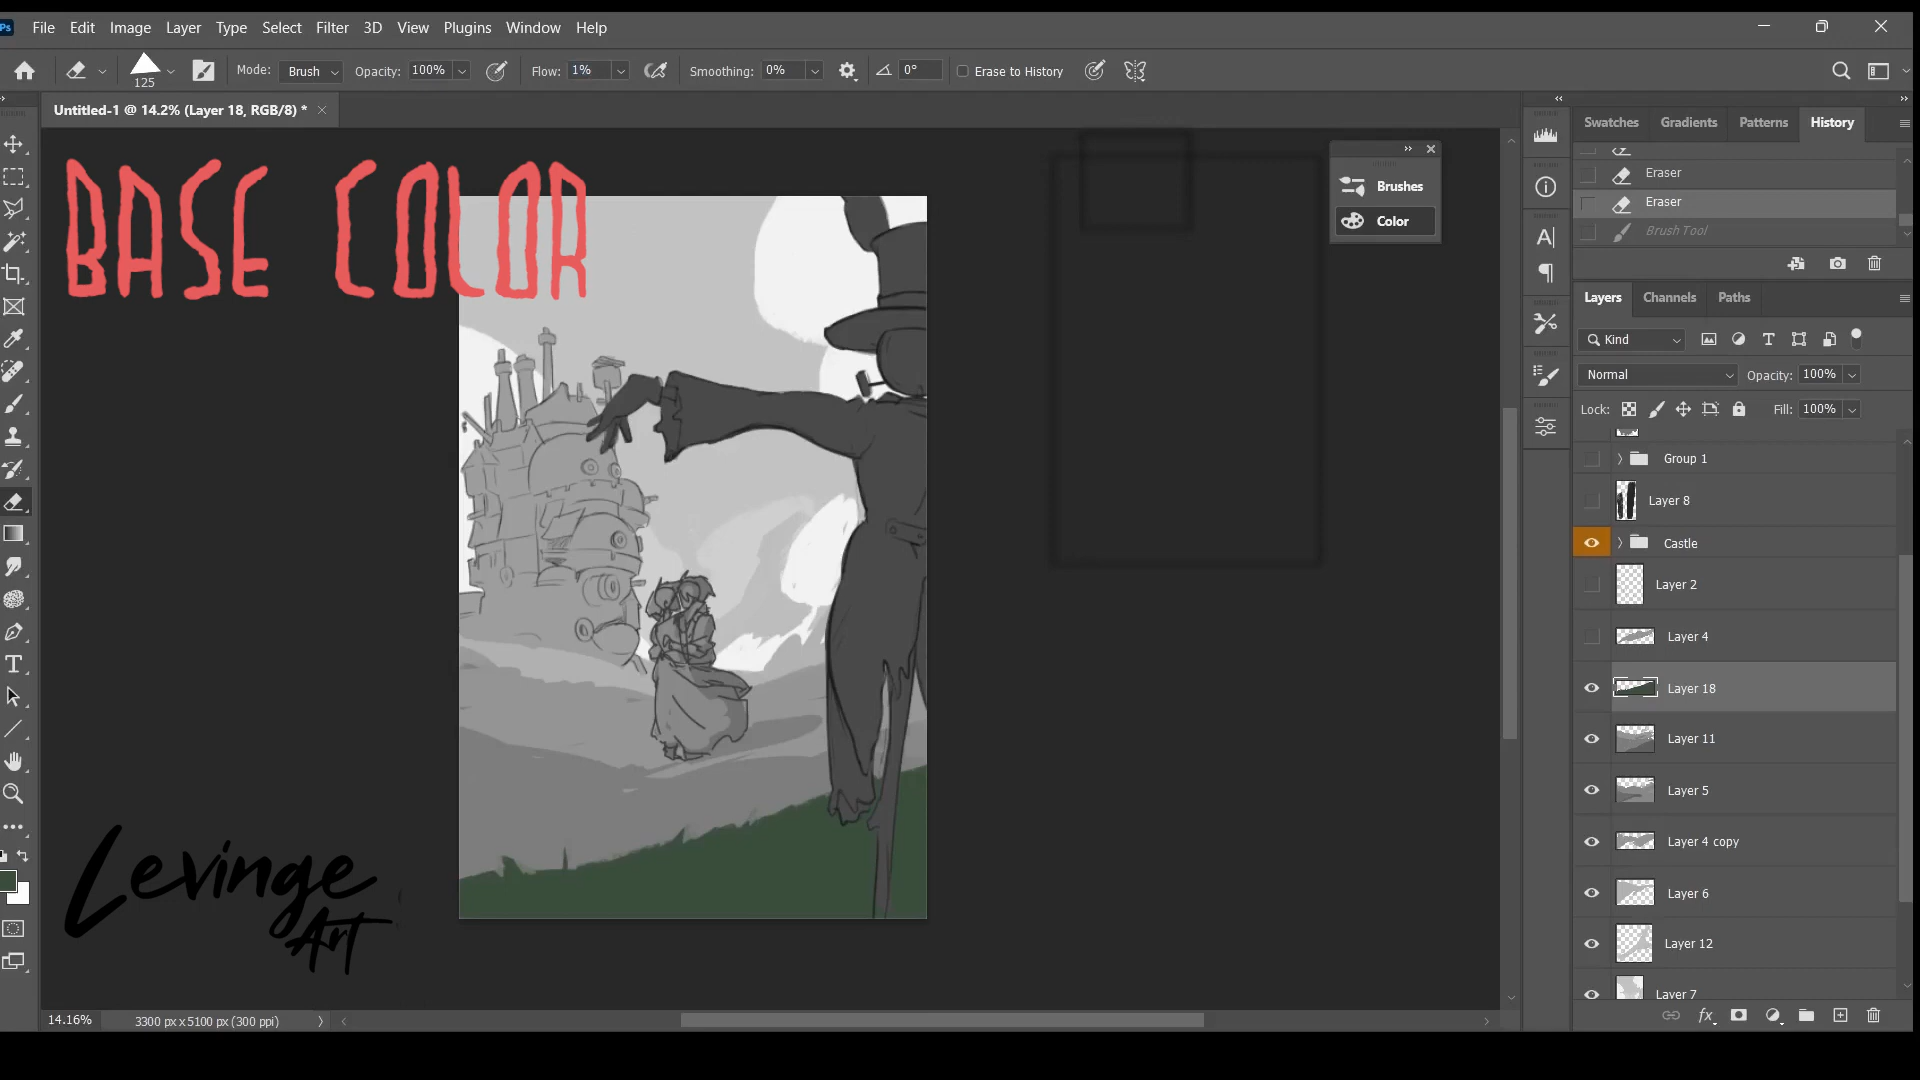 Ps File Edit Image Layer Type Select Filter 3D View Plugins Window Help
125 Mode: Brush Opacity: 100% Flow: 1% Smoothing: 0% 0° Erase to History
Untitled-1 @ 14.2% (Layer 18, RGB/8) *
BASE COLOR
Brushes
Color
Swatches Gradients Patterns History
Eraser
Eraser
Brush Tool
Layers Channels Paths
Kind
Normal Opacity: 100%
Lock: Fill: 100%
Group 1
Layer 8
Castle
Layer 2
Layer 4
Layer 18
Layer 11
Layer 5
Layer 4 copy
Layer 6
Layer 12
Layer 7
Levinge
Art
14.16% 3300 px x 5100 px (300 ppi)